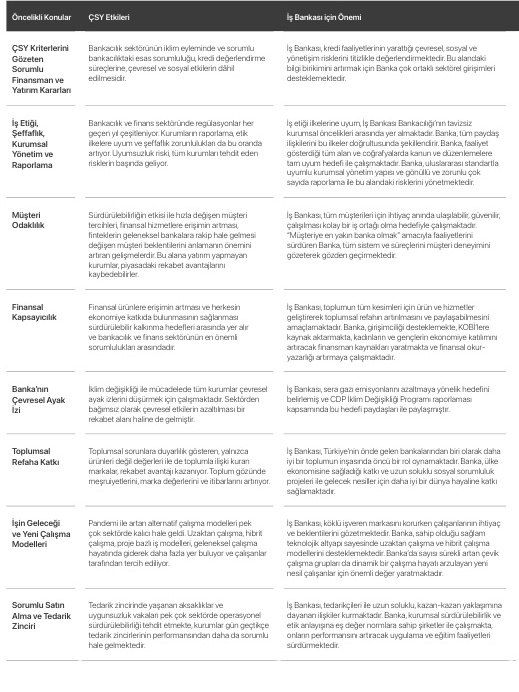 Öncelikli Konular
ÇSY Etkileri
İş Bankası için Önemi
ÇSY Kriterlerini
Gözeten
Sorumlu
Finansman ve
Yatırım Kararları
Bankacılık sektörünün iklim eyleminde ve sorumlu
bankacılıktaki esas sorumluluğu, kredi değerlendirme
süreçlerine, çevresel ve sosyal etkilerin dâhil
edilmesidir.
İş Bankası, kredi faaliyetlerinin yarattığı çevresel, sosyal ve
yönetişim risklerini titizlikle değerlendirmektedir. Bu alandaki
bilgi birikimini artırmak için Banka çok ortaklı sektörel girişimleri
desteklemektedir.
İş Etiği,
Şeffaflık,
Kurumsal
Yönetim ve
Raporlama
Bankacılık ve finans sektöründe regülasyonlar her
geçen yıl çeşitleniyor. Kurumların raporlama, etik
ilkelere uyum ve şeffaflık zorunlulukları da bu oranda
artıyor. Uyumsuzluk riski, tüm kurumları tehdit eden
risklerin başında geliyor.
İş etiği ilkelerine uyum, İş Bankası Bankacılığı'nın tavizsiz
kurumsal öncelikleri arasında yer almaktadır. Banka, tüm paydaş
ilişkilerini bu ilkeler doğrultusunda şekillendirir. Banka, faaliyet
gösterdiği tüm alan ve coğrafyalarda kanun ve düzenlemelere
tam uyum hedefi ile çalışmaktadır. Banka, uluslararası standartla
uyumlu kurumsal yönetim yapısı ve gönüllü ve zorunlu çok
sayıda raporlama ile bu alandaki risklerini yönetmektedir.
Müşteri
Odaklılık
Sürdürülebilirliğin etkisi ile hızla değişen müşteri
tercihleri, finansal hizmetlere erişimin artması,
finteklerin geleneksel bankalara rakip hale gelmesi
değişen müşteri beklentilerini anlamanın önemini
artıran gelişmelerdir. Bu alana yatırım yapmayan
kurumlar, piyasadaki rekabet avantajlarını
kaybedebilirler.
İş Bankası, tüm müşterileri için ihtiyaç anında ulaşılabilir, güvenilir,
çalışılması kolay bir iş ortağı olma hedefiyle çalışmaktadır.
"Müşteriye en yakın banka olmak" amacıyla faaliyetlerini
sürdüren Banka, tüm sistem ve süreçlerini müşteri deneyimini
gözeterek gözden geçirmektedir.
Finansal
Kapsayıcılık
Finansal ürünlere erişimin artması ve herkesin
ekonomiye katkıda bulunmasının sağlanması
sürdürülebilir kalkınma hedefleri arasında yer alır
ve bankacılık ve finans sektörünün en önemli
sorumlulukları arasındadır.
İş Bankası, toplumun tüm kesimleri için ürün ve hizmetler
geliştirerek toplumsal refahın artırılmasını ve paylaşabilmesini
amaçlamaktadır. Banka, girişimciliği desteklemekte, KOBİ'lere
kaynak aktarmakta, kadınların ve gençlerin ekonomiye katılımını
artıracak finansman kaynakları yaratmakta ve finansal okur-
yazarlığı artırmaya çalışmaktadır.
Banka'nın
Çevresel Ayak
İzi
İklim değişikliği ile mücadelede tüm kurumlar çevresel
ayak izlerini düşürmek için çalışmaktadır. Sektörden
bağımsız olarak çevresel etkilerin azaltılması bir
rekabet alanı haline de gelmiştir.
İş Bankası, sera gazı emisyonlarını azaltmaya yönelik hedefini
belirlemiş ve CDP İklim Değişikliği Programı raporlaması
kapsamında bu hedefi paydaşları ile paylaşmıştır.
Toplumsal
Refaha Katkı
Toplumsal sorunlara duyarlılık gösteren, yalnızca
ürünleri değil değerleri ile de toplumla ilişki kuran
markalar, rekabet avantajı kazanıyor. Toplum gözünde
meşruiyetlerini, marka değerlerini ve itibarlarını artırıyor.
İş Bankası, Türkiye'nin önde gelen bankalarından biri olarak daha
iyi bir toplumun inşasında öncü bir rol oynamaktadır. Banka, ülke
ekonomisine sağladığı katkı ve uzun soluklu sosyal sorumluluk
projeleri ile gelecek nesiller için daha iyi bir dünya hayaline katkı
sağlamaktadır.
İşin Geleceği
ve Yeni Çalışma
Modelleri
Pandemi ile artan alternatif çalışma modelleri pek
çok sektörde kalıcı hale geldi. Uzaktan çalışma, hibrit
çalışma, proje bazlı iş modelleri, geleneksel çalışma
hayatında giderek daha fazla yer buluyor ve çalışanlar
tarafından tercih ediliyor.
İş Bankası, köklü işveren markasını korurken çalışanlarının ihtiyaç
ve beklentilerini gözetmektedir. Banka, sahip olduğu sağlam
teknolojik altyapı sayesinde uzaktan çalışma ve hibrit çalışma
modellerini desteklemektedir. Banka'da sayısı sürekli artan çevik
çalışma grupları da dinamik bir çalışma hayatı arzulayan yeni
nesil çalışanlar için önemli değer yaratmaktadır.
Sorumlu Satın
Alma ve Tedarik
Zinciri
Tedarik zincirinde yaşanan aksaklıklar ve
uygunsuzluk vakaları pek çok sektörde operasyonel
sürdürülebilirliği tehdit etmekte, kurumlar gün geçtikçe
tedarik zincirlerinin performansından daha da sorumlu
hale gelmektedir.
İş Bankası, tedarikçileri ile uzun soluklu, kazan-kazan yaklaşımına
dayanan ilişkiler kurmaktadır. Banka, kurumsal sürdürülebilirlik ve
etik anlayışına eş değer normlara sahip şirketler ile çalışmakta,
onların performansını artıracak uygulama ve eğitim faaliyetleri
sürdürmektedir.